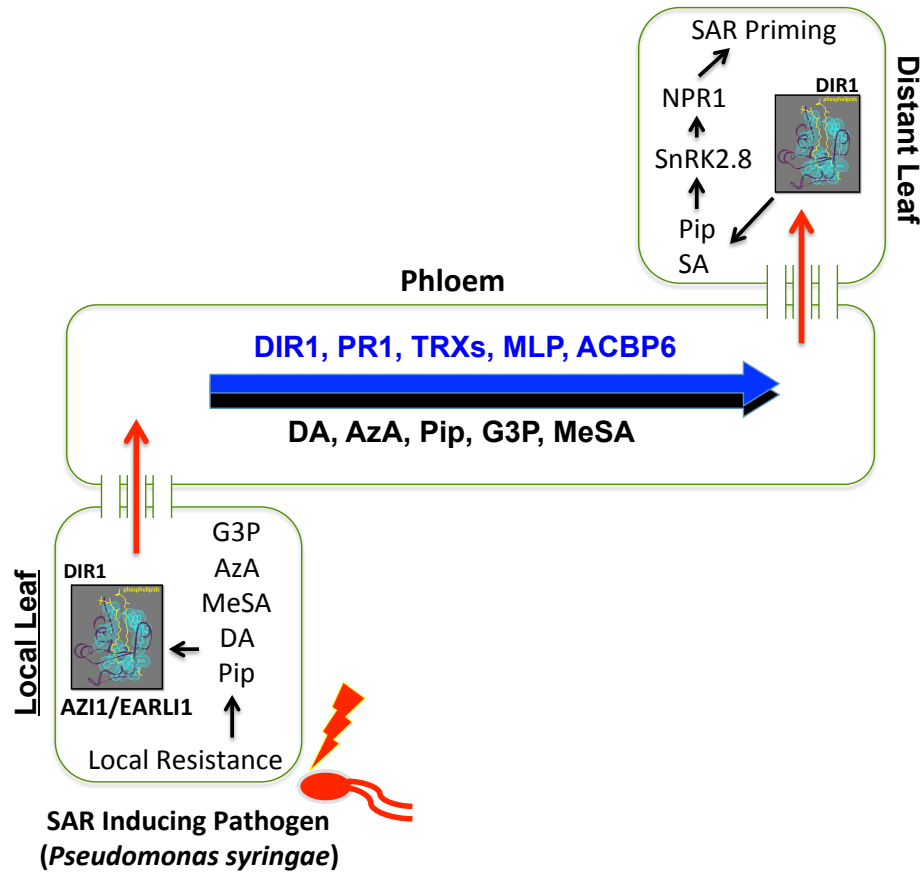 SAR Priming
DIR1
phospholipids
NPR1
SnRK2.8
Pip
SA
Distant Leaf
Phloem
DIR1, PR1, TRXs, MLP, ACBP6
DA, AzA, Pip, G3P, MeSA
Local Leaf
DIR1
phospholipids
AZI1/EARLI1
G3P
AzA
MeSA
DA
Pip
Local Resistance
SAR Inducing Pathogen
(Pseudomonas syringae)